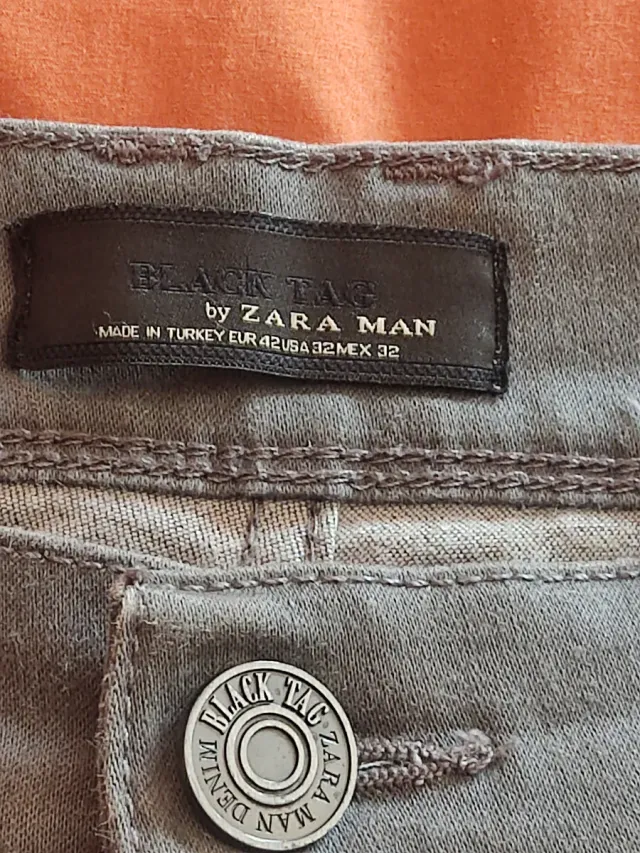 BLACK TAG
by ZARA MAN
MADE IN TURKEY EUR 42 USA 32 MEX 32
BLACK TAG ZARA MAN DENIM